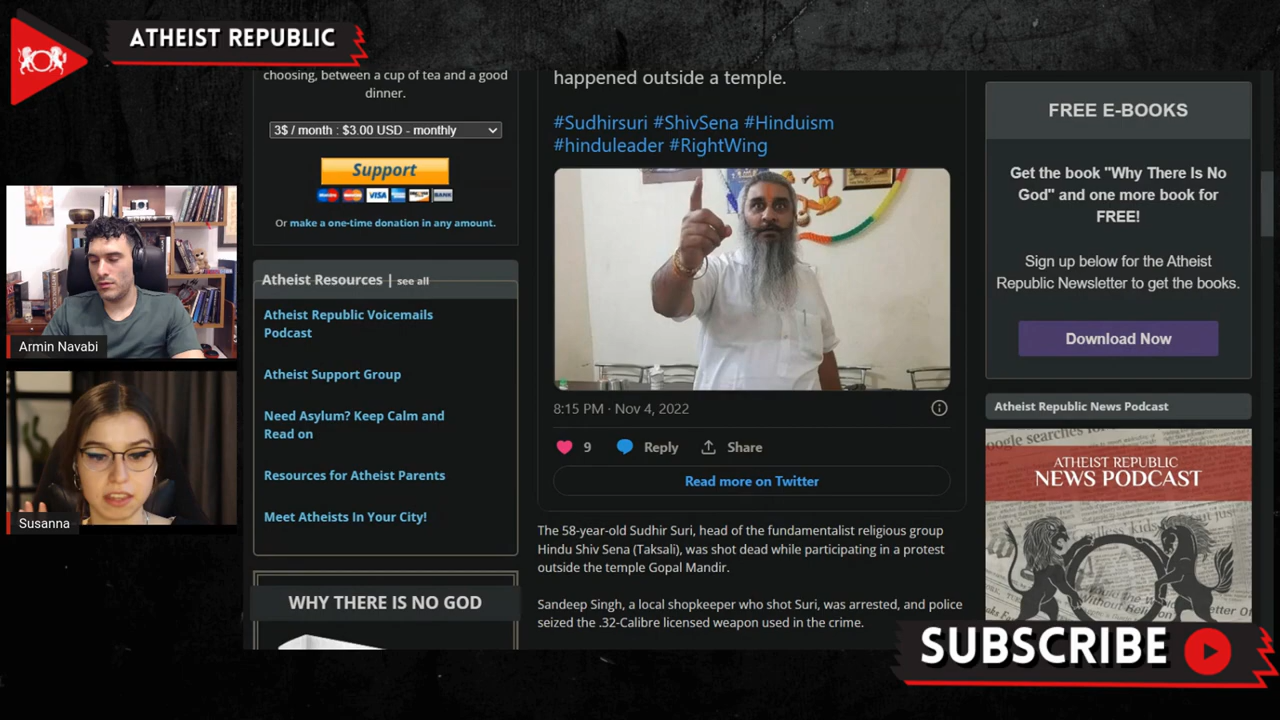 ATHEIST REPUBLIC
Armin Navabi
Susanna
choosing, between a cup of tea and a good
dinner.
3$ / month : $3.00 USD - monthly
Support
VISA
BANK
Or make a one-time donation in any amount.
Atheist Resources | see all
Atheist Republic Voicemails
Podcast
Atheist Support Group
Need Asylum? Keep Calm and
Read on
Resources for Atheist Parents
Meet Atheists In Your City!
WHY THERE IS NO GOD
happened outside a temple.
#Sudhirsuri #ShivSena #Hinduism
#hinduleader #RightWing
8:15 PM · Nov 4, 2022
9 Reply Share
Read more on Twitter
The 58-year-old Sudhir Suri, head of the fundamentalist religious group
Hindu Shiv Sena (Taksali), was shot dead while participating in a protest
outside the temple Gopal Mandir.
Sandeep Singh, a local shopkeeper who shot Suri, was arrested, and police
seized the .32-Calibre licensed weapon used in the crime.
FREE E-BOOKS
Get the book "Why There Is No
God" and one more book for
FREE!
Sign up below for the Atheist
Republic Newsletter to get the books.
Download Now
Atheist Republic News Podcast
ATHEIST REPUBLIC
NEWS PODCAST
SUBSCRIBE